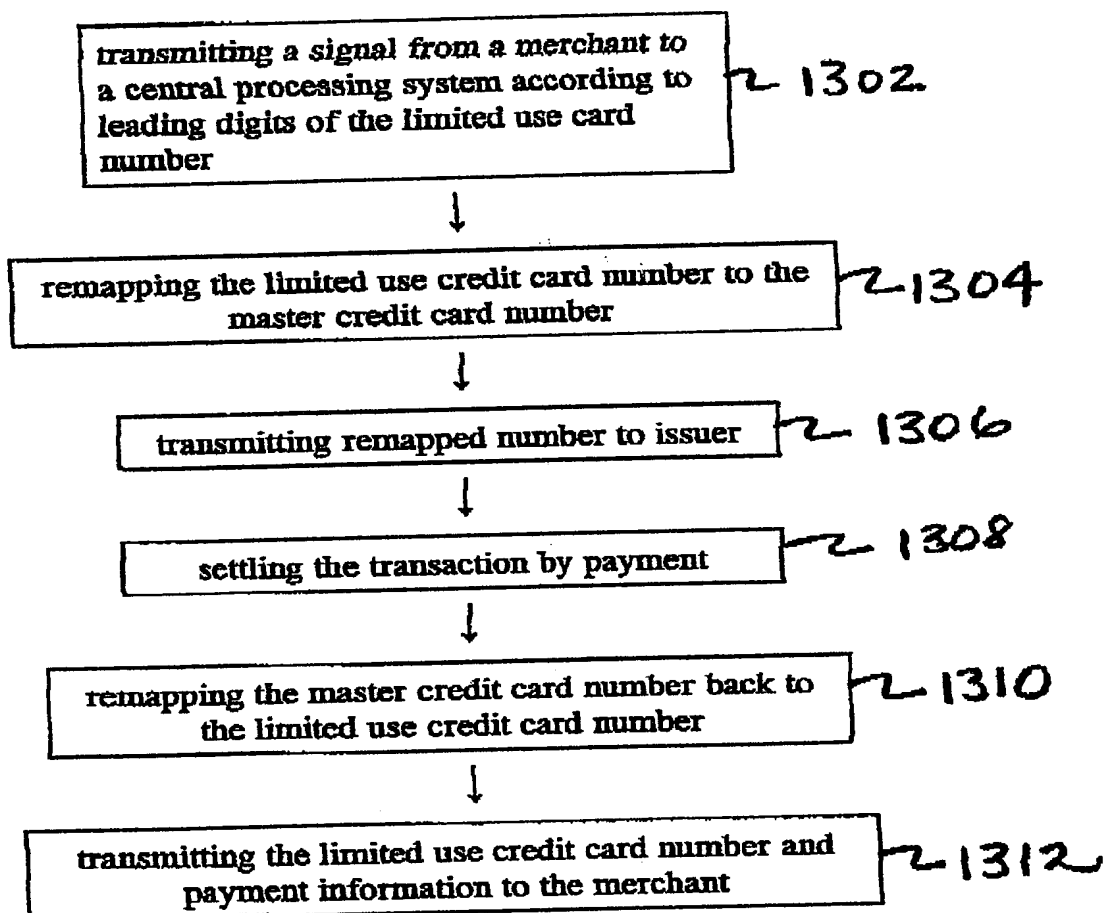 transmitting a signal from a merchant to
a central processing system according to
leading digits of the limited use card
number
1302
↓
remapping the limited use credit card number to the
master credit card number
1304
↓
transmitting remapped number to issuer
1306
↓
settling the transaction by payment
1308
↓
remapping the master credit card number back to
the limited use credit card number
1310
↓
transmitting the limited use credit card number and
payment information to the merchant
1312